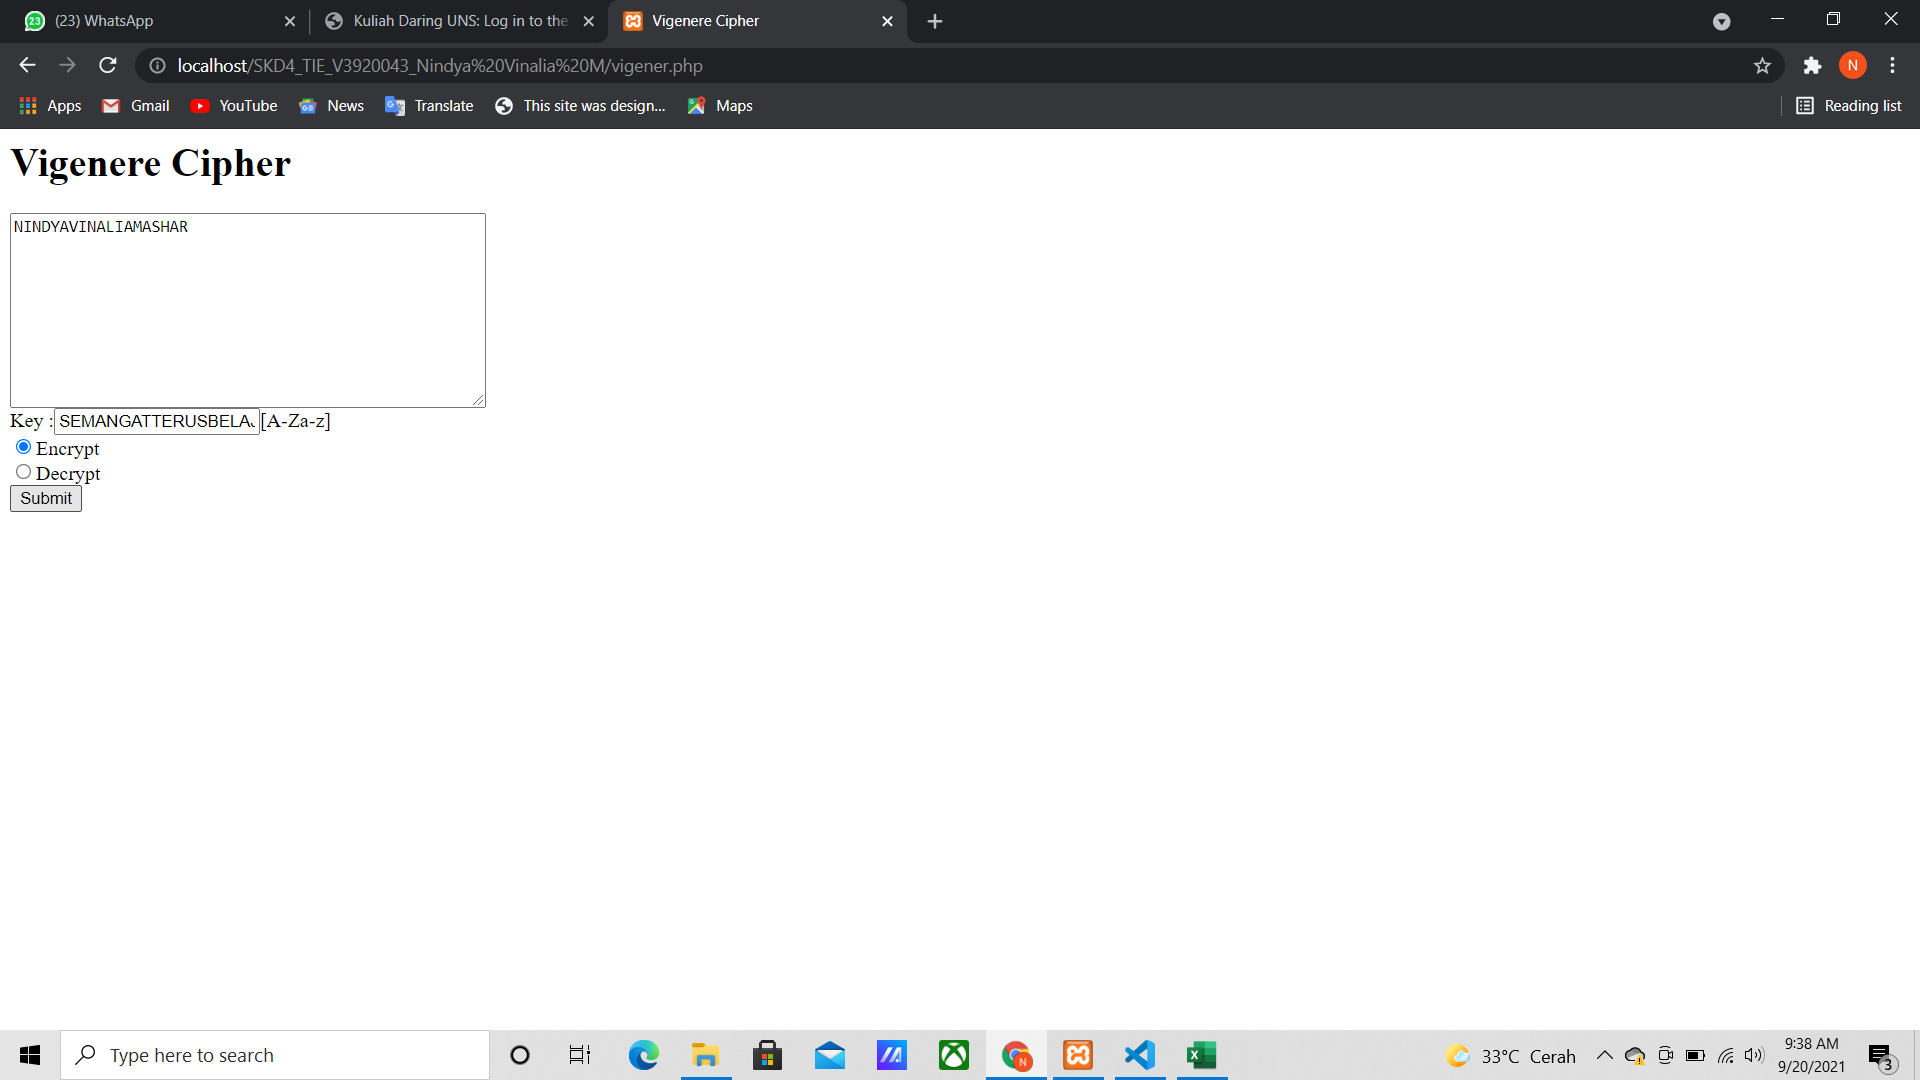 (23) WhatsApp
Kuliah Daring UNS: Log in to the
Vigenere Cipher
localhost/SKD4_TIE_V3920043_Nindya%20Vinalia%20M/vigener.php
N
Apps
Gmail
YouTube
News
Translate
This site was design...
Maps
Reading list
Vigenere Cipher
NINDYAVINALIAMASHAR
Key : SEMANGATTERUSBELA [A-Za-z]
Encrypt
Decrypt
Submit
Type here to search
33°C Cerah
9:38 AM
9/20/2021
3